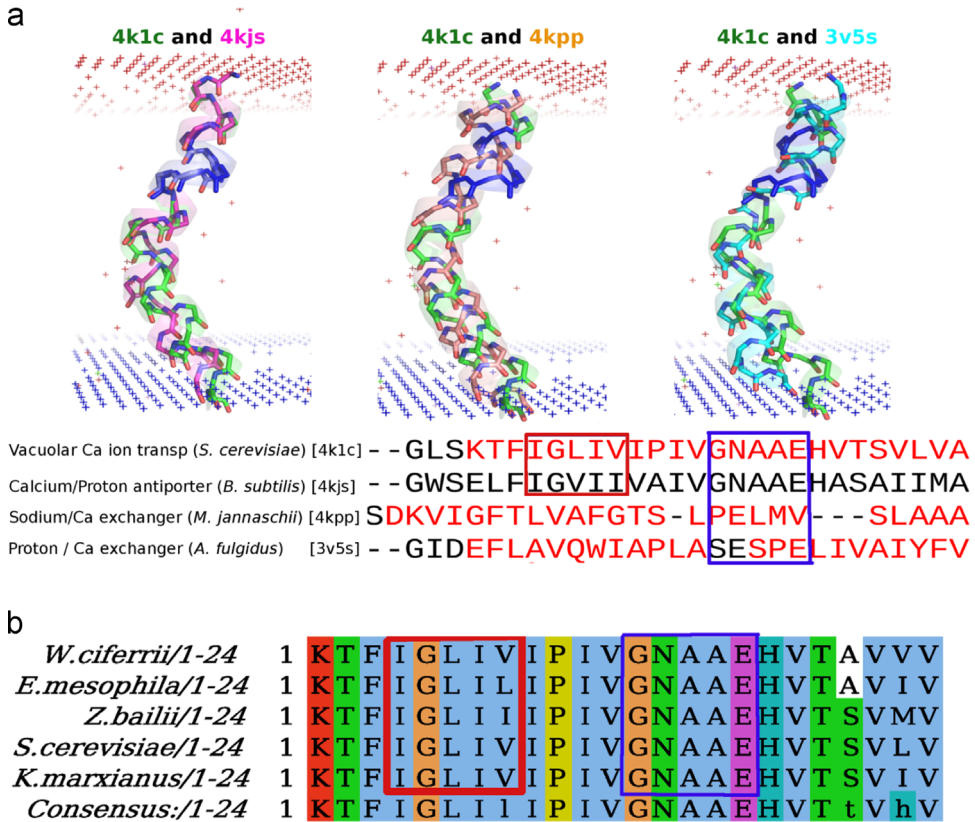 a
4k1c and 4kjs
4k1c and 4kpp
4k1c and 3v5s
Vacuolar Ca ion transp (S. cerevisiae) [4k1c] --GLSKTFIGLIVIPIVGNAAEHVTSVLVA
Calcium/Proton antiporter (B. subtilis) [4kjs] --GWSELFIGVIIVAIVGNAAEHASAIIMA
Sodium/Ca exchanger (M. jannaschii) [4kpp] SDKVIGFTLVAFGTS-LPELMV---SLAAA
Proton / Ca exchanger (A. fulgidus) [3v5s] --GIDEFLAVQWIAPLASESPELIVAIYFV
b
W.ciferrii/1-24 1 KTFIGLIVIPIVGNAAEHVTAVVV
E.mesophila/1-24 1 KTFIGLILIPIVGNAAEHVTAVIV
Z.bailii/1-24 1 KTFIGLIIIPIVGNAAEHVTSVMV
S.cerevisiae/1-24 1 KTFIGLIVIPIVGNAAEHVTSVLV
K.marxianus/1-24 1 KTFIGLIVIPIVGNAAEHVTSVIV
Consensus:/1-24 1 KTFIGLIlIPIVGNAAEHVTtVhV